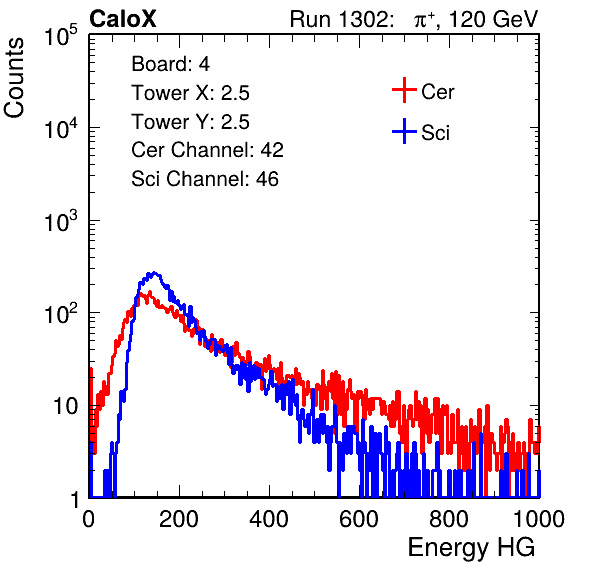 CaloX Run 1302: π⁺, 120 GeV
Counts
10⁵
10⁴
10³
10²
10
1
Board: 4
Tower X: 2.5
Tower Y: 2.5
Cer Channel: 42
Sci Channel: 46
Cer
Sci
0 200 400 600 800 1000
Energy HG